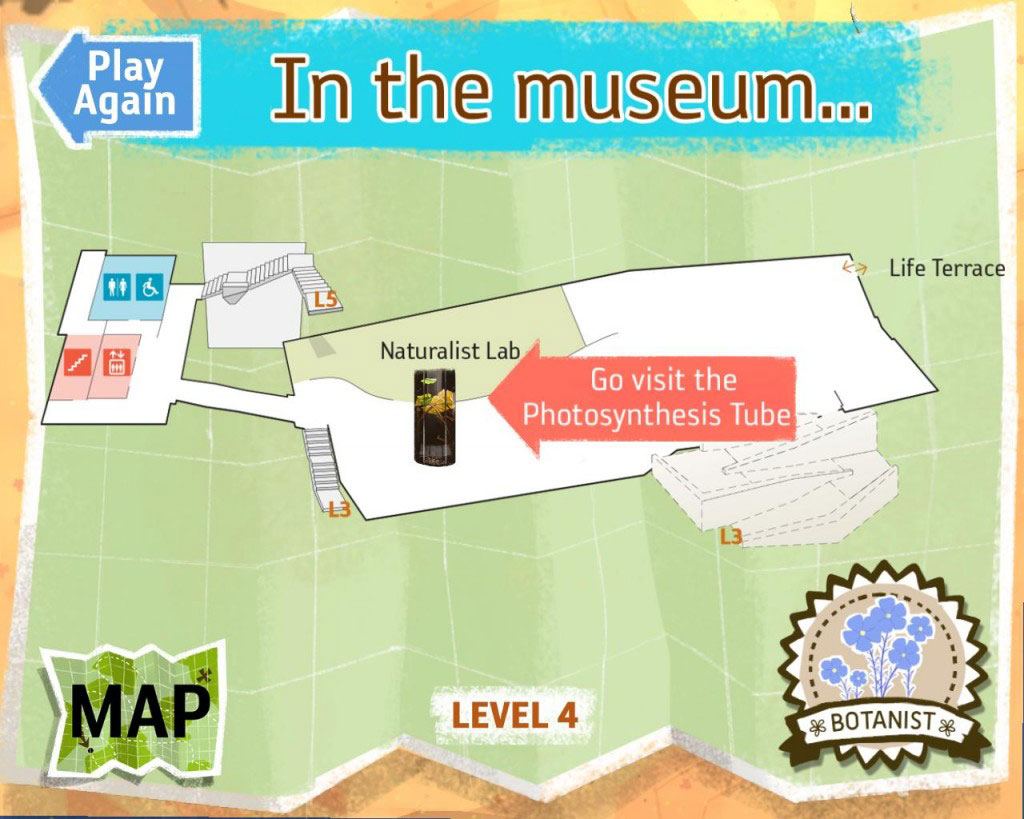 Play
Again
In the museum...
L5
Life Terrace
Naturalist Lab
Go visit the
Photosynthesis Tube
L3
L3
MAP
LEVEL 4
BOTANIST